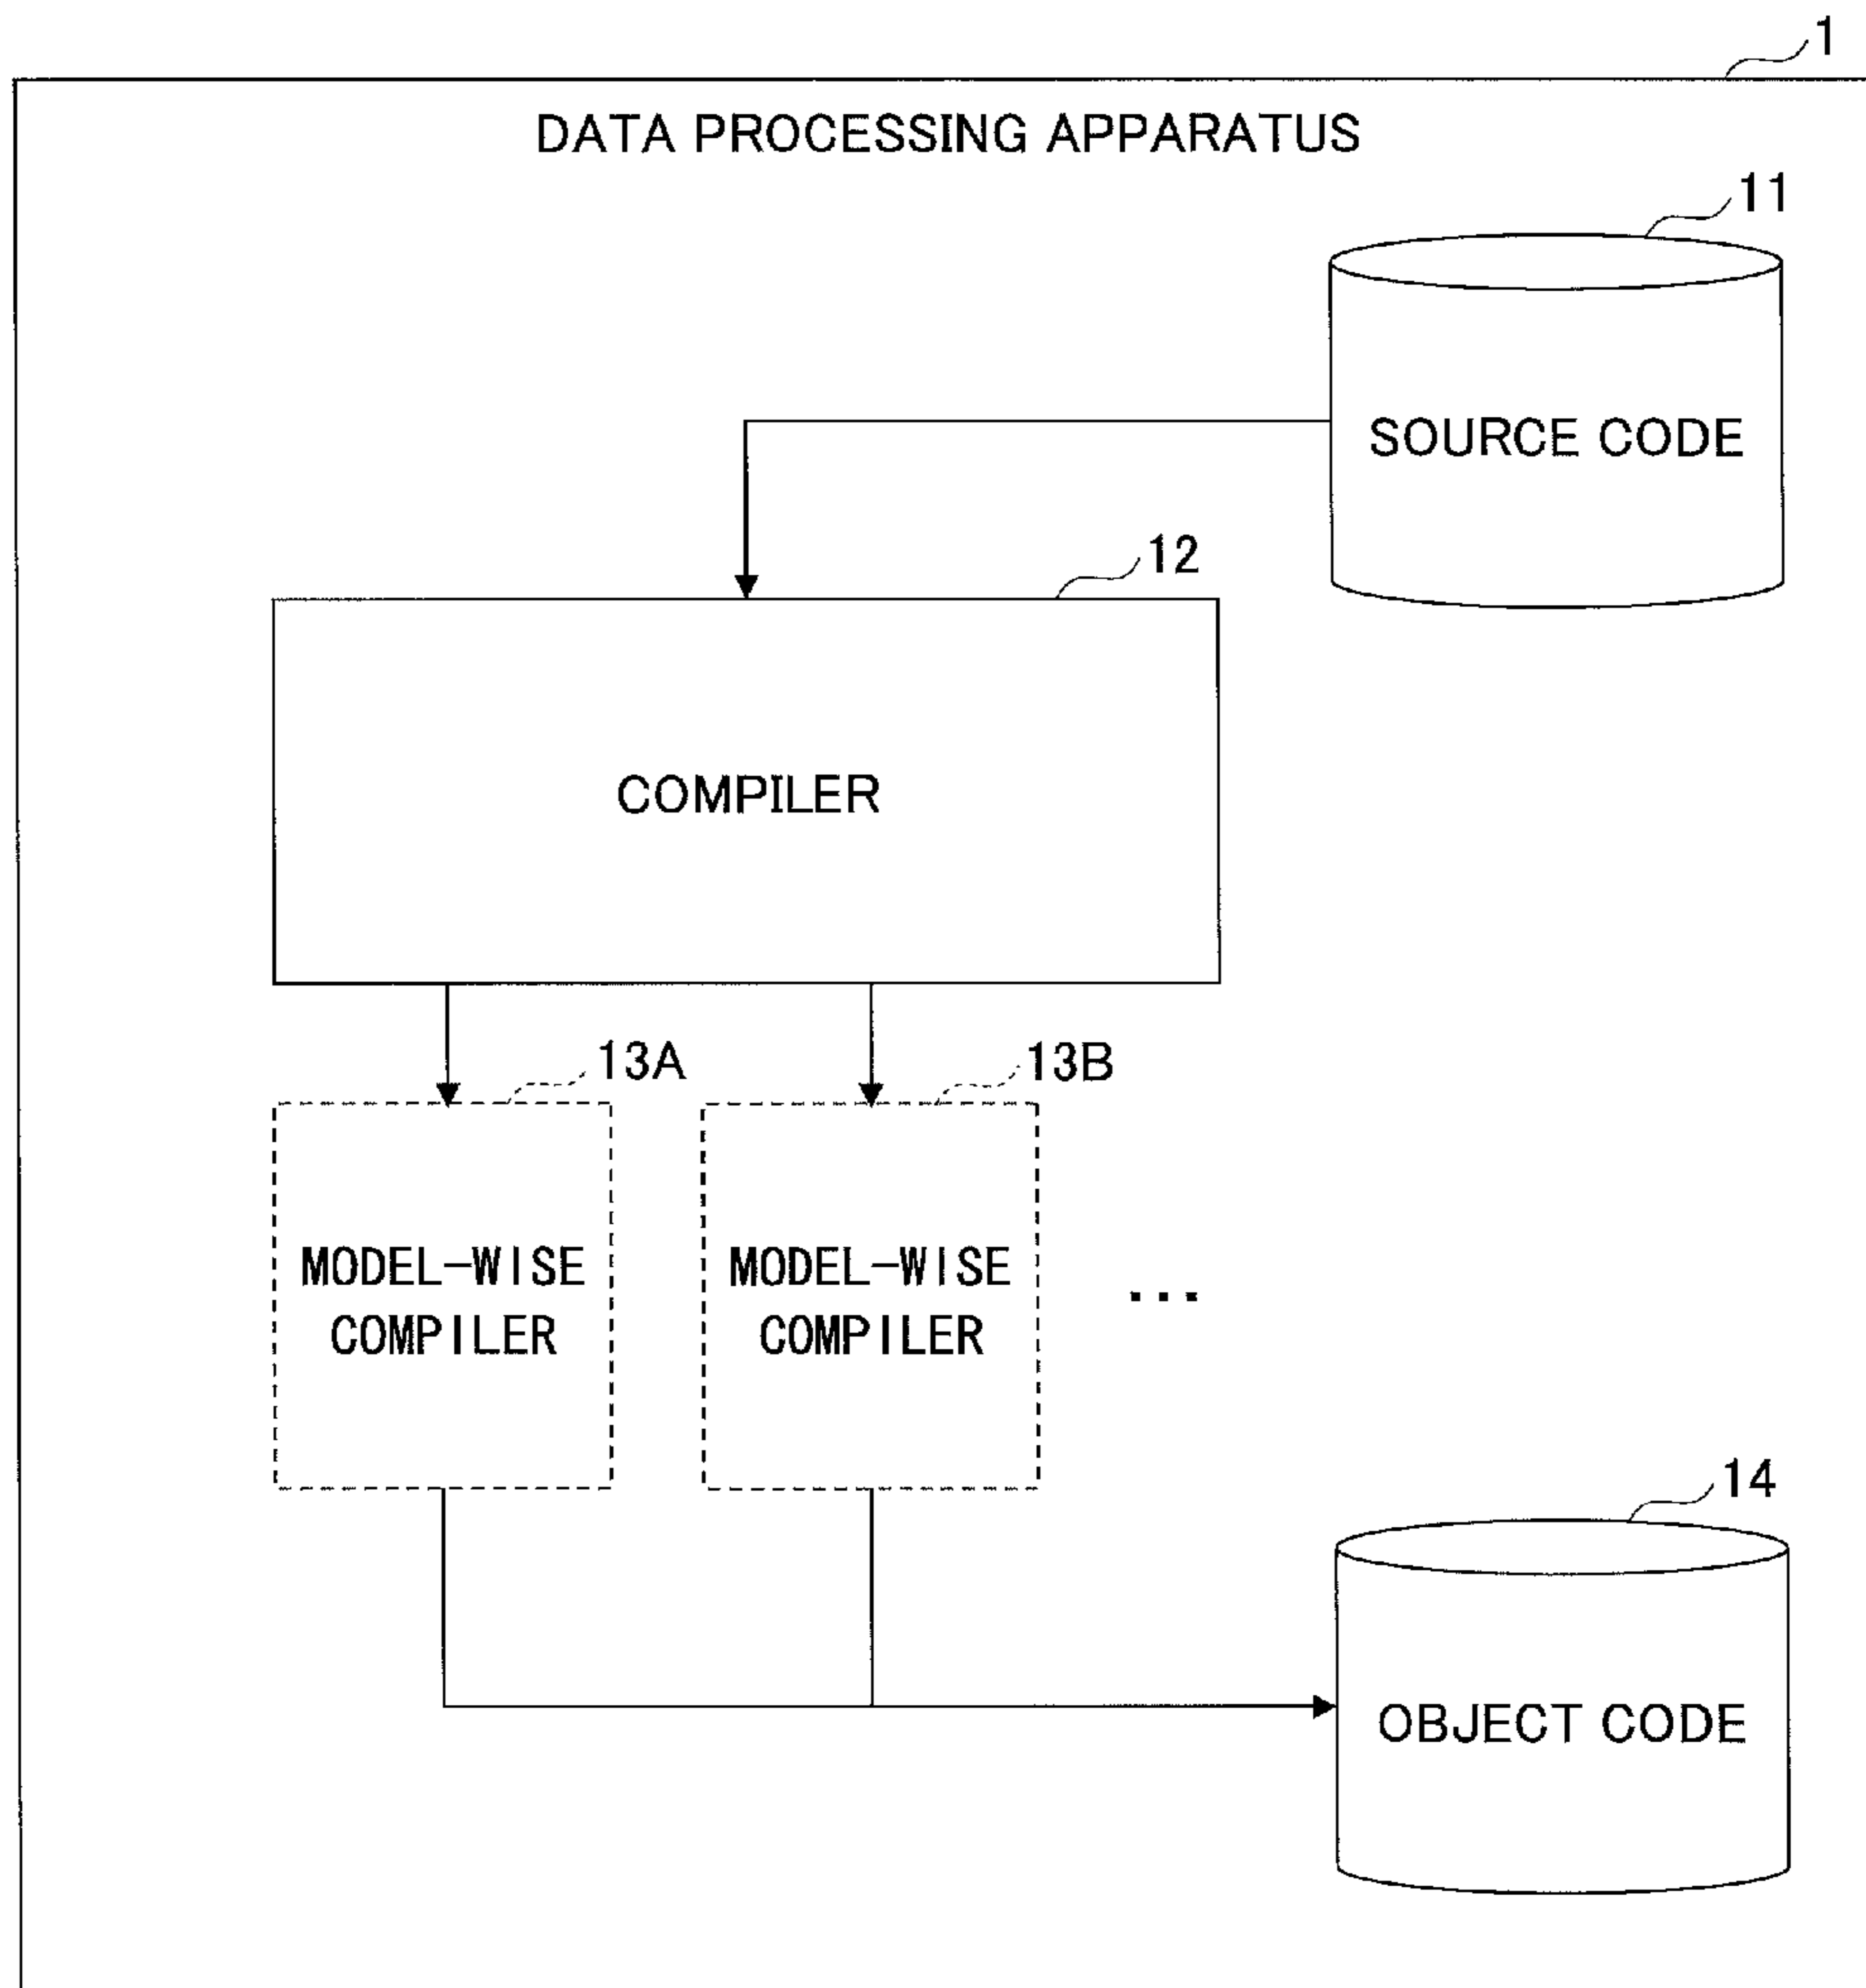 1
DATA PROCESSING APPARATUS
11
SOURCE CODE
12
COMPILER
13A
13B
MODEL-WISE
COMPILER
MODEL-WISE
COMPILER
...
14
OBJECT CODE